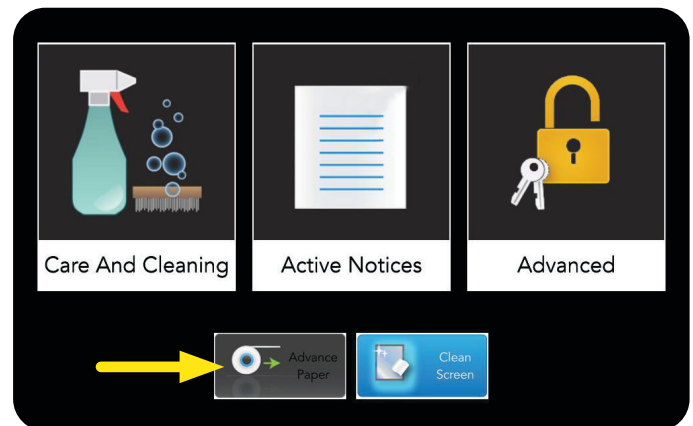 Care And Cleaning
Active Notices
Advanced
Advance
Paper
Clean
Screen